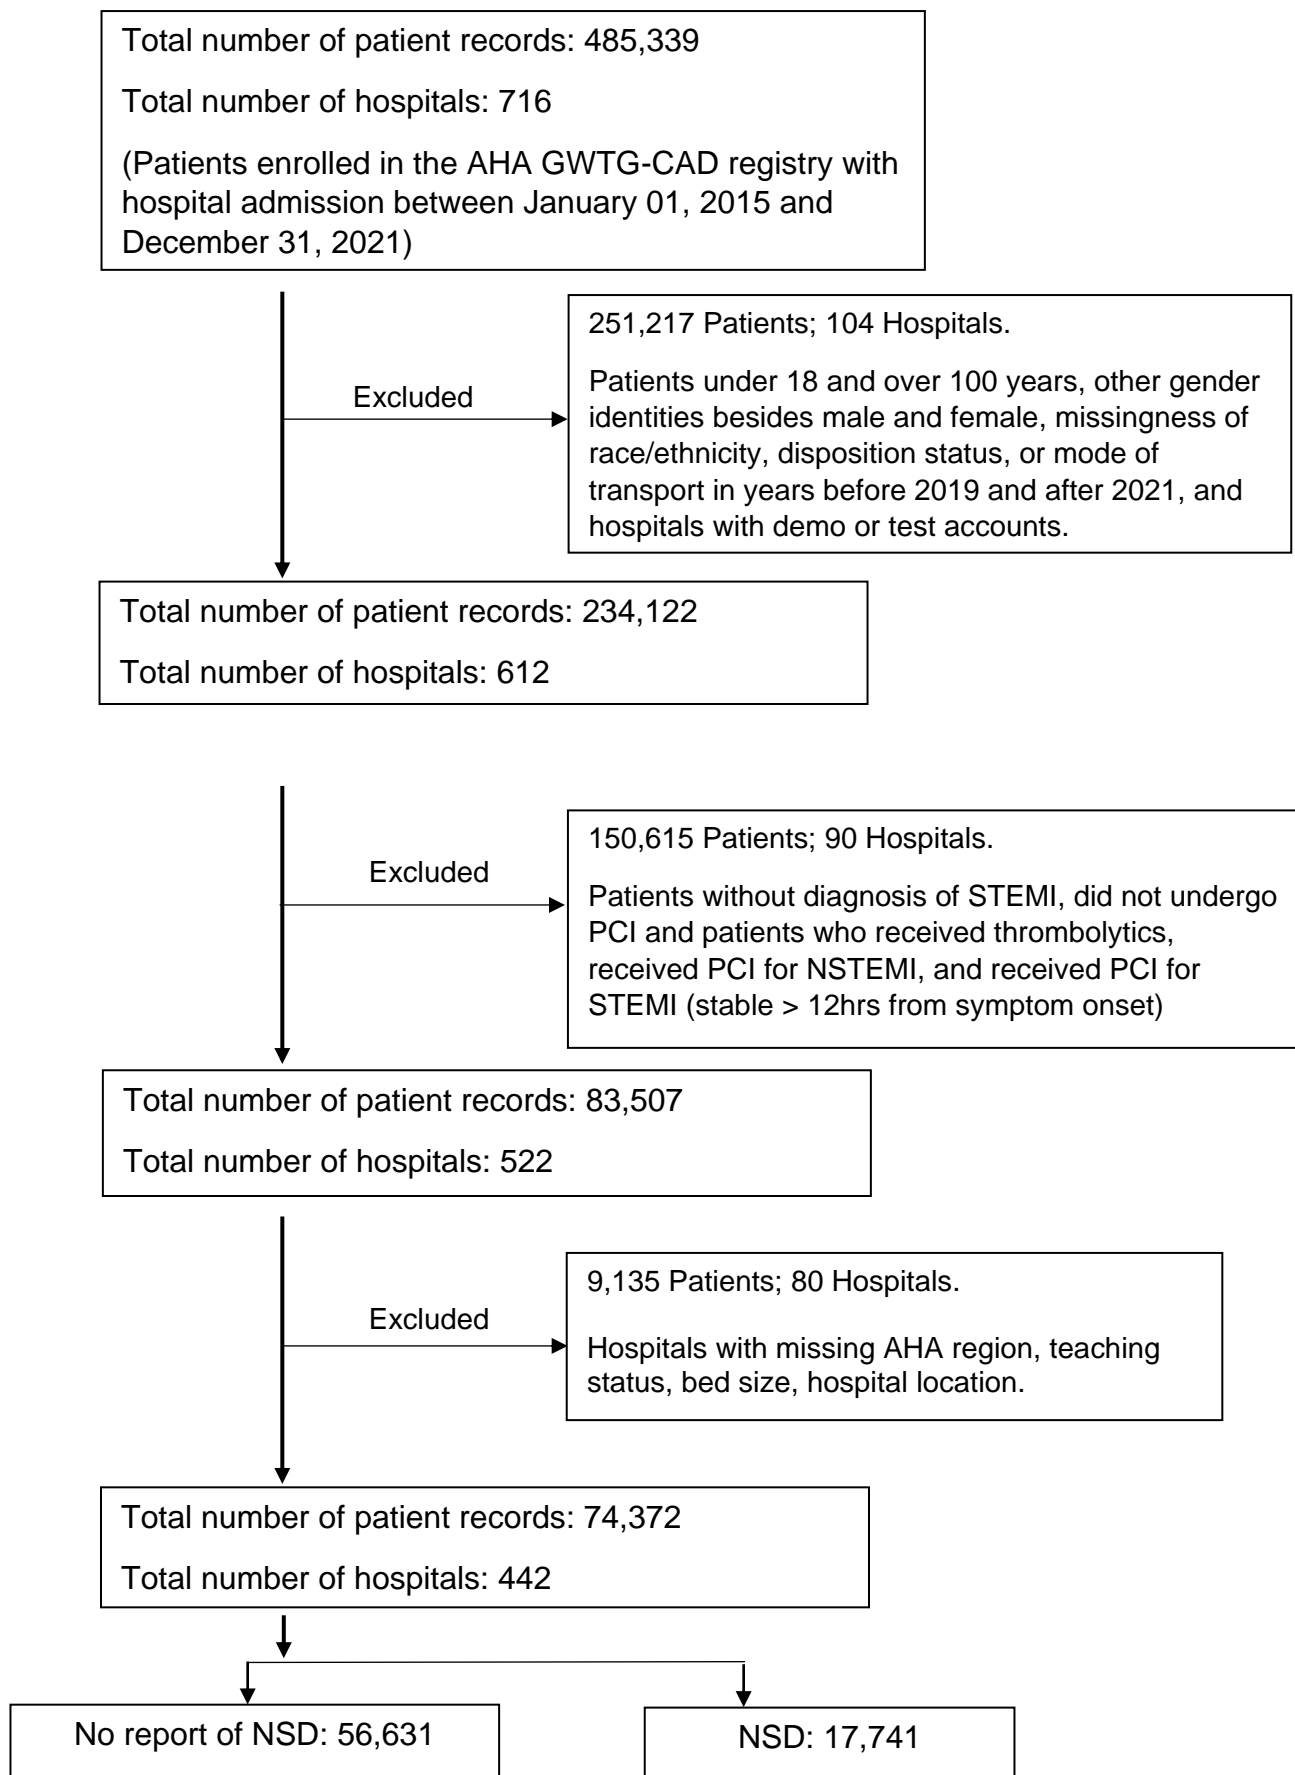 Total number of patient records: 485,339
Total number of hospitals: 716
(Patients enrolled in the AHA GWTG-CAD registry with
hospital admission between January 01, 2015 and
December 31, 2021)
Excluded
251,217 Patients; 104 Hospitals.
Patients under 18 and over 100 years, other gender
identities besides male and female, missingness of
race/ethnicity, disposition status, or mode of
transport in years before 2019 and after 2021, and
hospitals with demo or test accounts.
Total number of patient records: 234,122
Total number of hospitals: 612
Excluded
150,615 Patients; 90 Hospitals.
Patients without diagnosis of STEMI, did not undergo
PCI and patients who received thrombolytics,
received PCI for NSTEMI, and received PCI for
STEMI (stable > 12hrs from symptom onset)
Total number of patient records: 83,507
Total number of hospitals: 522
Excluded
9,135 Patients; 80 Hospitals.
Hospitals with missing AHA region, teaching
status, bed size, hospital location.
Total number of patient records: 74,372
Total number of hospitals: 442
No report of NSD: 56,631
NSD: 17,741